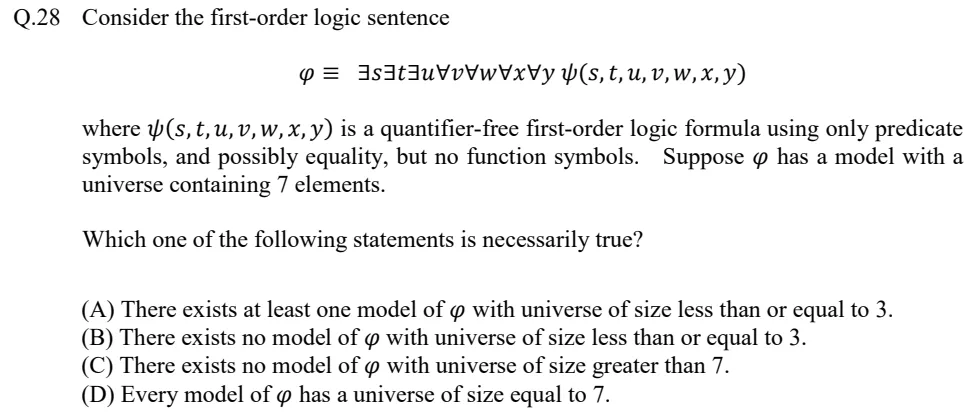 Q.28 Consider the first-order logic sentence
φ ≡ ∃s∃t∃u∀v∀w∀x∀y ψ(s, t, u, v, w, x, y)
where ψ(s, t, u, v, w, x, y) is a quantifier-free first-order logic formula using only predicate
symbols, and possibly equality, but no function symbols. Suppose φ has a model with a
universe containing 7 elements.
Which one of the following statements is necessarily true?
(A) There exists at least one model of φ with universe of size less than or equal to 3.
(B) There exists no model of φ with universe of size less than or equal to 3.
(C) There exists no model of φ with universe of size greater than 7.
(D) Every model of φ has a universe of size equal to 7.